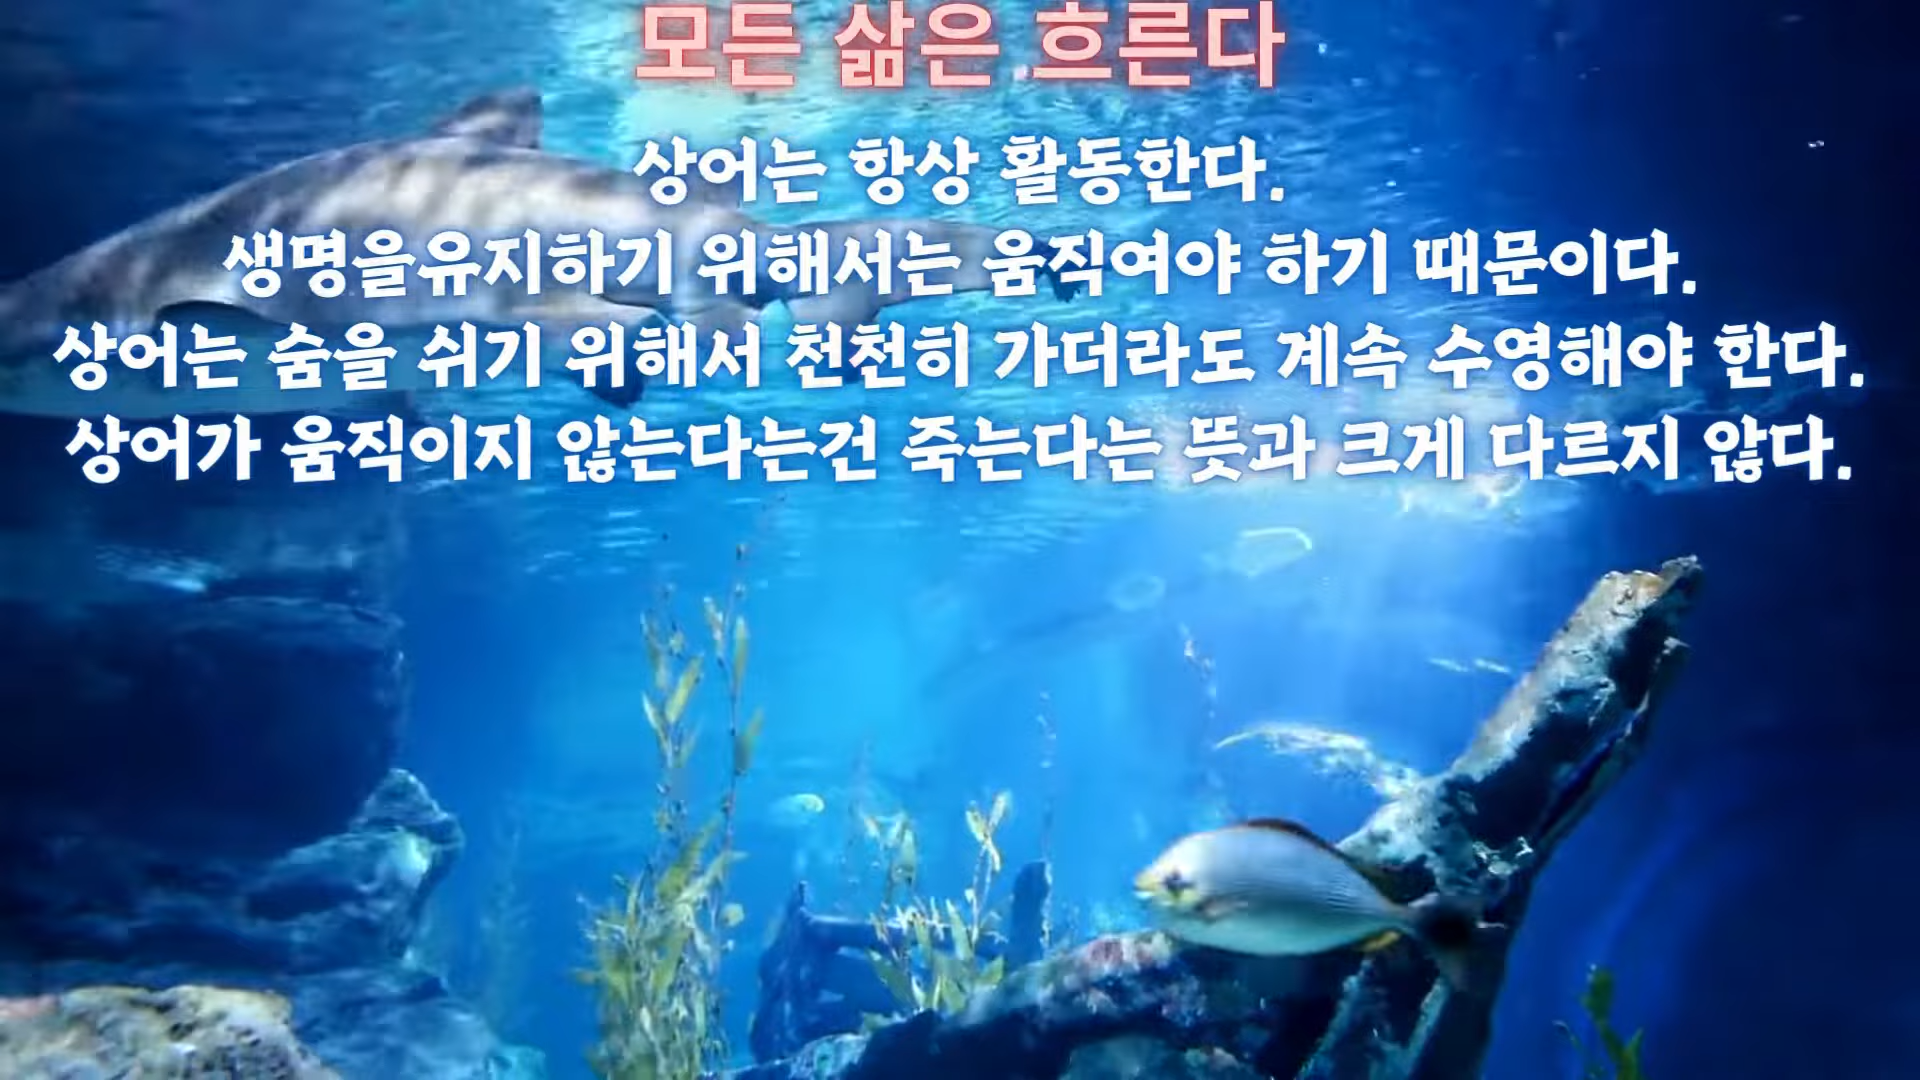 모든 삶은 흐른다
상어는 항상 활동한다.
생명을유지하기 위해서는 움직여야 하기 때문이다.
상어는 숨을 쉬기 위해서 천천히 가더라도 계속 수영해야 한다.
상어가 움직이지 않는다는건 죽는다는 뜻과 크게 다르지 않다.